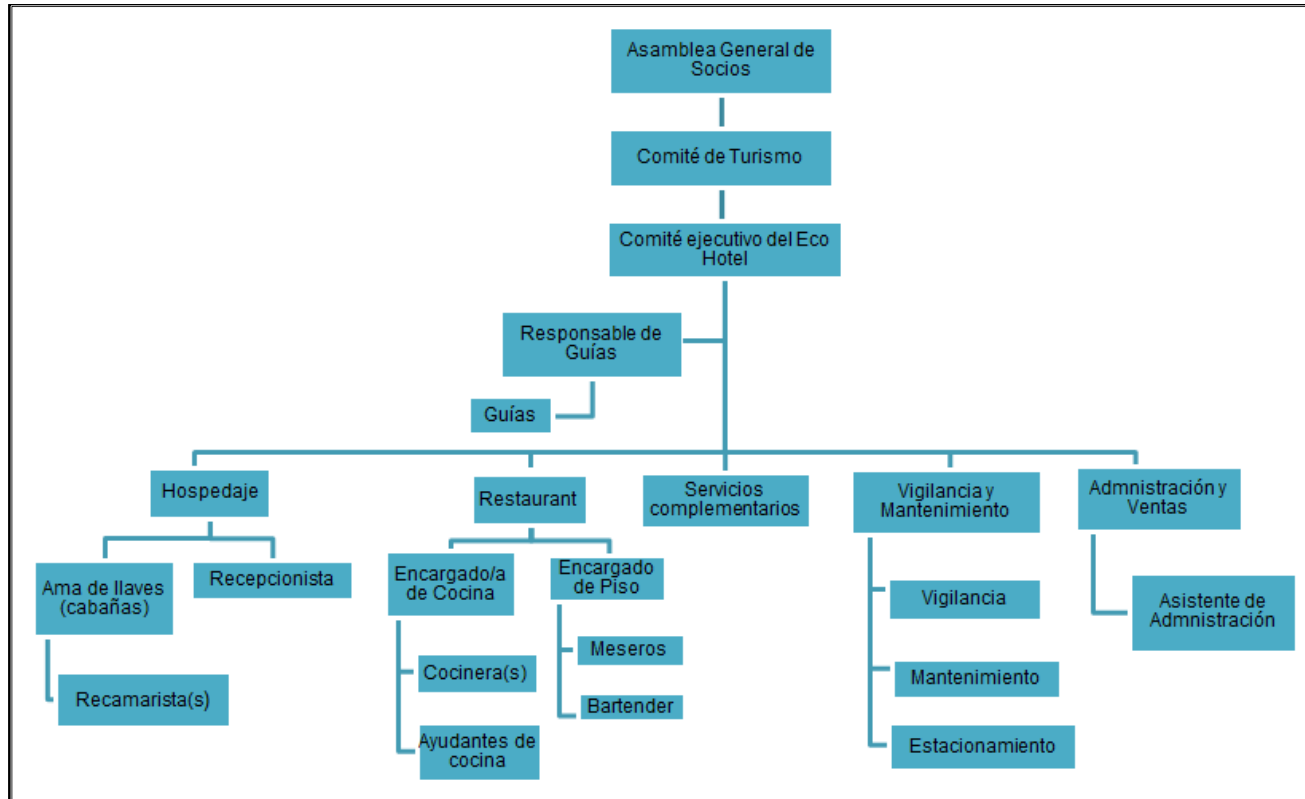 Asamblea General de
Socios
Comité de Turismo
Comité ejecutivo del Eco
Hotel
Responsable de
Guías
Guías
Hospedaje
Restaurant
Servicios
complementarios
Vigilancia y
Mantenimiento
Admnistración y
Ventas
Ama de llaves
(cabañas)
Recepcionista
Encargado/a
de Cocina
Encargado
de Piso
Vigilancia
Asistente de
Admnistración
Recamarista(s)
Cocinera(s)
Meseros
Mantenimiento
Bartender
Ayudantes de
cocina
Estacionamiento